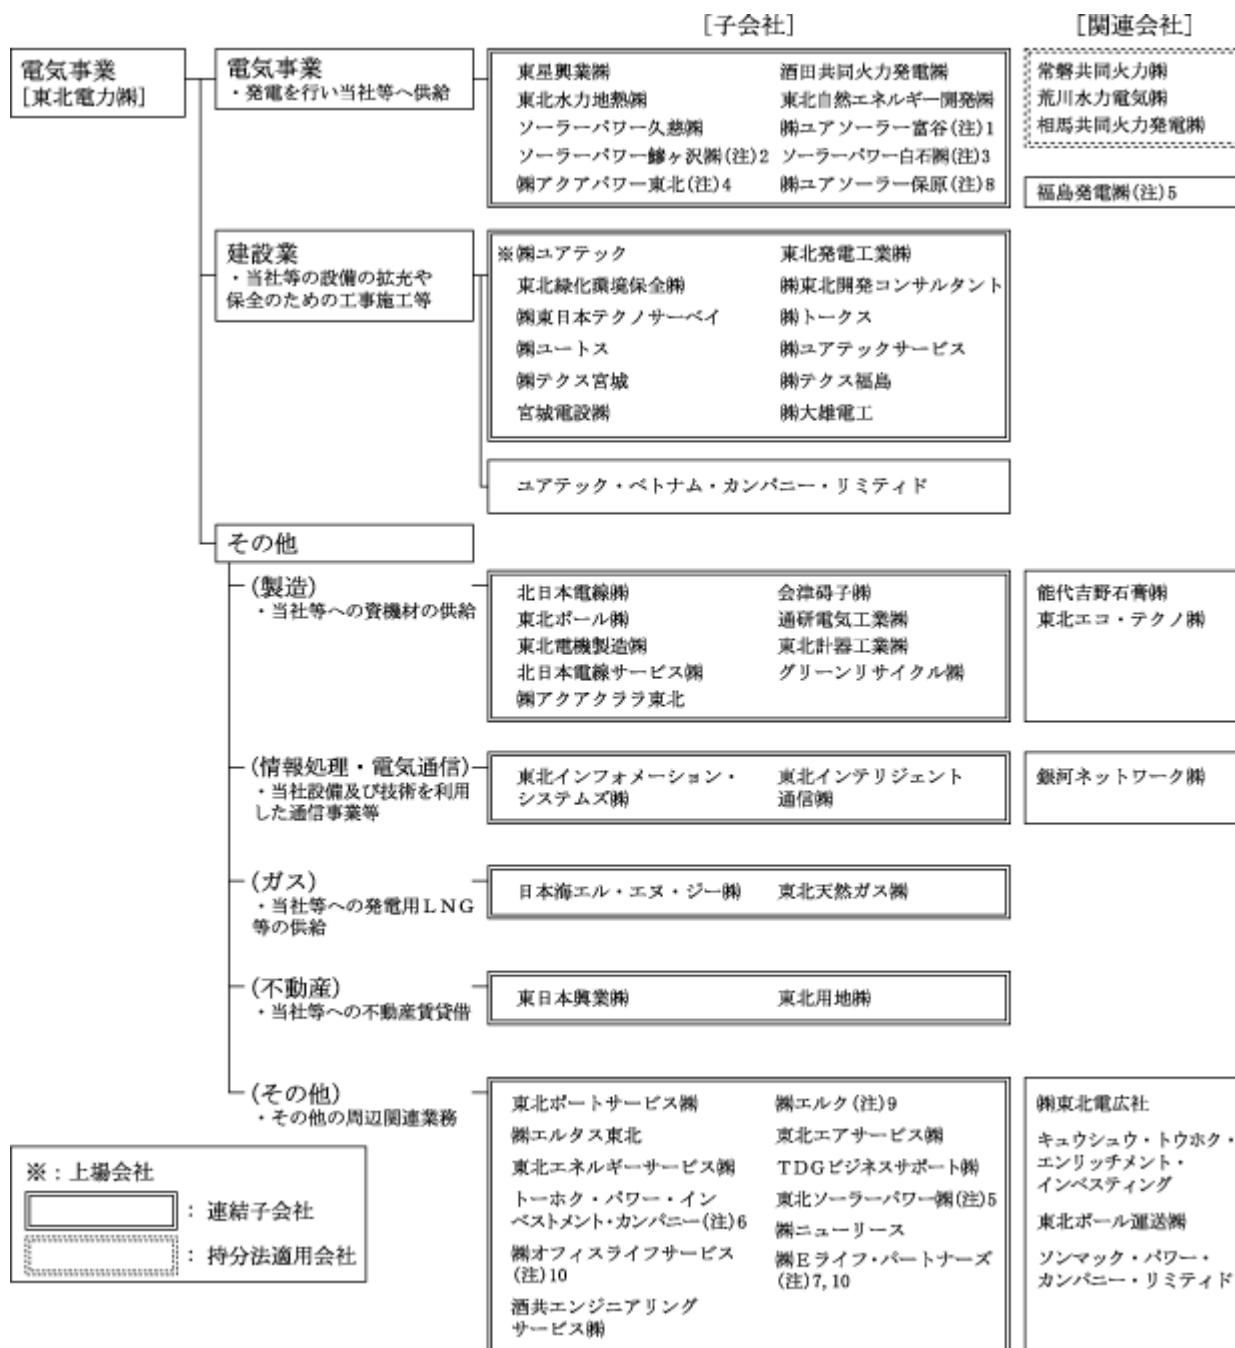 [子会社]
[関連会社]
電気事業
[東北電力㈱]
電気事業
・発電を行い当社等へ供給
東星興業㈱
酒田共同火力発電㈱
東北水力地熱㈱
東北自然エネルギー開発㈱
ソーラーパワー久慈㈱
㈱ユアソーラー富谷(注)1
ソーラーパワー鰺ヶ沢㈱(注)2
ソーラーパワー白石㈱(注)3
㈱アクアパワー東北(注)4
㈱ユアソーラー保原(注)8
常磐共同火力㈱
荒川水力電気㈱
相馬共同火力発電㈱
福島発電㈱(注)5
建設業
・当社等の設備の拡充や
保全のための工事施工等
※㈱ユアテック
東北発電工業㈱
東北緑化環境保全㈱
㈱東北開発コンサルタント
㈱東日本テクノサーベイ
㈱トークス
㈱ユートス
㈱ユアテックサービス
㈱テクス宮城
㈱テクス福島
宮城電設㈱
㈱大雄電工
ユアテック・ベトナム・カンパニー・リミティド
その他
(製造)
・当社等への資機材の供給
北日本電線㈱
会津碍子㈱
東北ポール㈱
通研電気工業㈱
東北電機製造㈱
東北計器工業㈱
北日本電線サービス㈱
グリーンリサイクル㈱
㈱アクアクララ東北
能代吉野石膏㈱
東北エコ・テクノ㈱
(情報処理・電気通信)
・当社設備及び技術を利用
した通信事業等
東北インフォメーション・
システムズ㈱
東北インテリジェント
通信㈱
銀河ネットワーク㈱
(ガス)
・当社等への発電用LNG
等の供給
日本海エル・エヌ・ジー㈱
東北天然ガス㈱
(不動産)
・当社等への不動産賃貸借
東日本興業㈱
東北用地㈱
(その他)
・その他の周辺関連業務
東北ポートサービス㈱
㈱エルク(注)9
㈱エルタス東北
東北エアサービス㈱
東北エネルギーサービス㈱
TDGビジネスサポート㈱
トーホク・パワー・イン
ベストメント・カンパニー(注)6
東北ソーラーパワー㈱(注)5
㈱ニューリース
㈱オフィスライフサービス
(注)10
㈱Eライフ・パートナーズ
(注)7,10
酒共エンジニアリング
サービス㈱
㈱東北電広社
キュウシュウ・トウホク・
エンリッチメント・
インベスティング
東北ポール運送㈱
ソンマック・パワー・
カンパニー・リミティド
※：上場会社
：連結子会社
：持分法適用会社